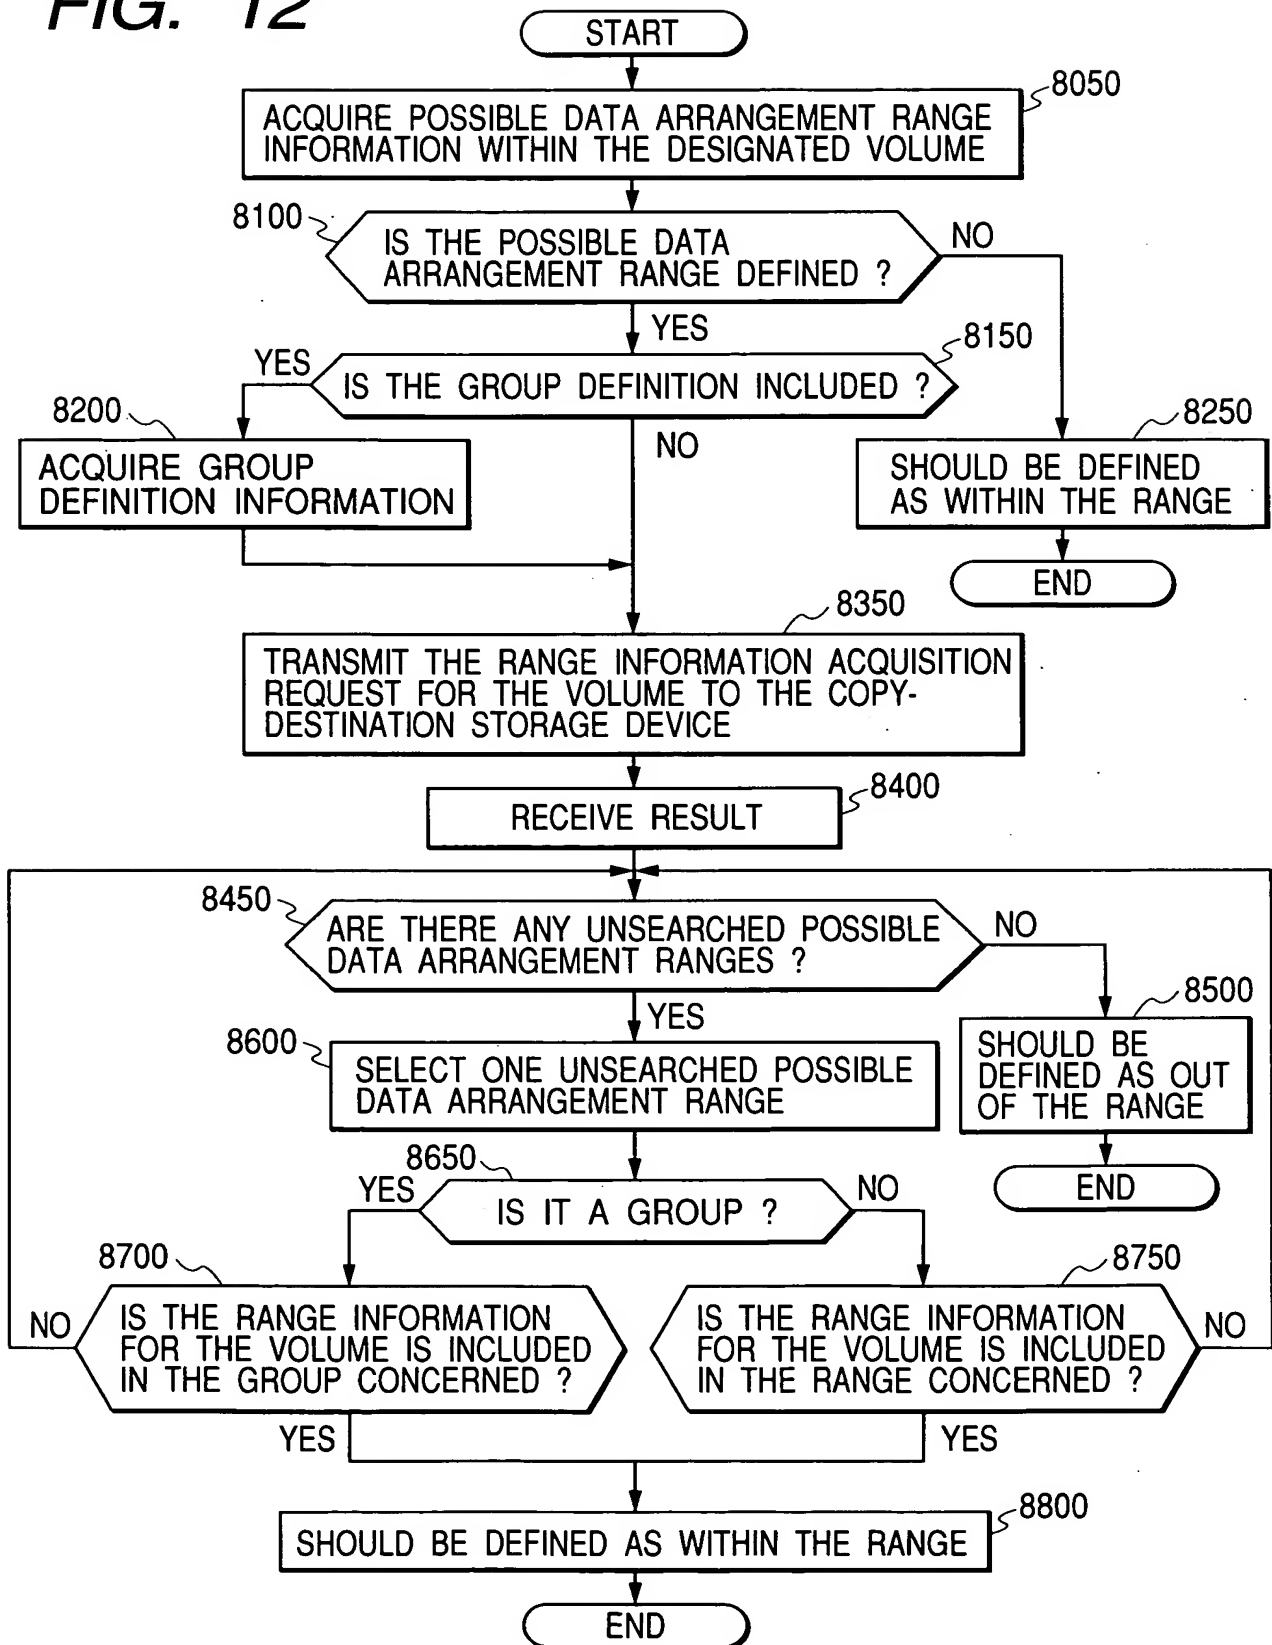 FIG. 12
START
8050
ACQUIRE POSSIBLE DATA ARRANGEMENT RANGE
INFORMATION WITHIN THE DESIGNATED VOLUME
8100
IS THE POSSIBLE DATA
ARRANGEMENT RANGE DEFINED ?
NO
YES
8150
YES
IS THE GROUP DEFINITION INCLUDED ?
8200
NO
8250
ACQUIRE GROUP
DEFINITION INFORMATION
SHOULD BE DEFINED
AS WITHIN THE RANGE
END
8350
TRANSMIT THE RANGE INFORMATION ACQUISITION
REQUEST FOR THE VOLUME TO THE COPY-
DESTINATION STORAGE DEVICE
8400
RECEIVE RESULT
8450
ARE THERE ANY UNSEARCHED POSSIBLE
DATA ARRANGEMENT RANGES ?
NO
YES
8500
SHOULD BE
DEFINED AS OUT
OF THE RANGE
END
8600
SELECT ONE UNSEARCHED POSSIBLE
DATA ARRANGEMENT RANGE
8650
YES
IS IT A GROUP ?
NO
8700
IS THE RANGE INFORMATION
FOR THE VOLUME IS INCLUDED
IN THE GROUP CONCERNED ?
NO
YES
8750
IS THE RANGE INFORMATION
FOR THE VOLUME IS INCLUDED
IN THE RANGE CONCERNED ?
NO
YES
8800
SHOULD BE DEFINED AS WITHIN THE RANGE
END